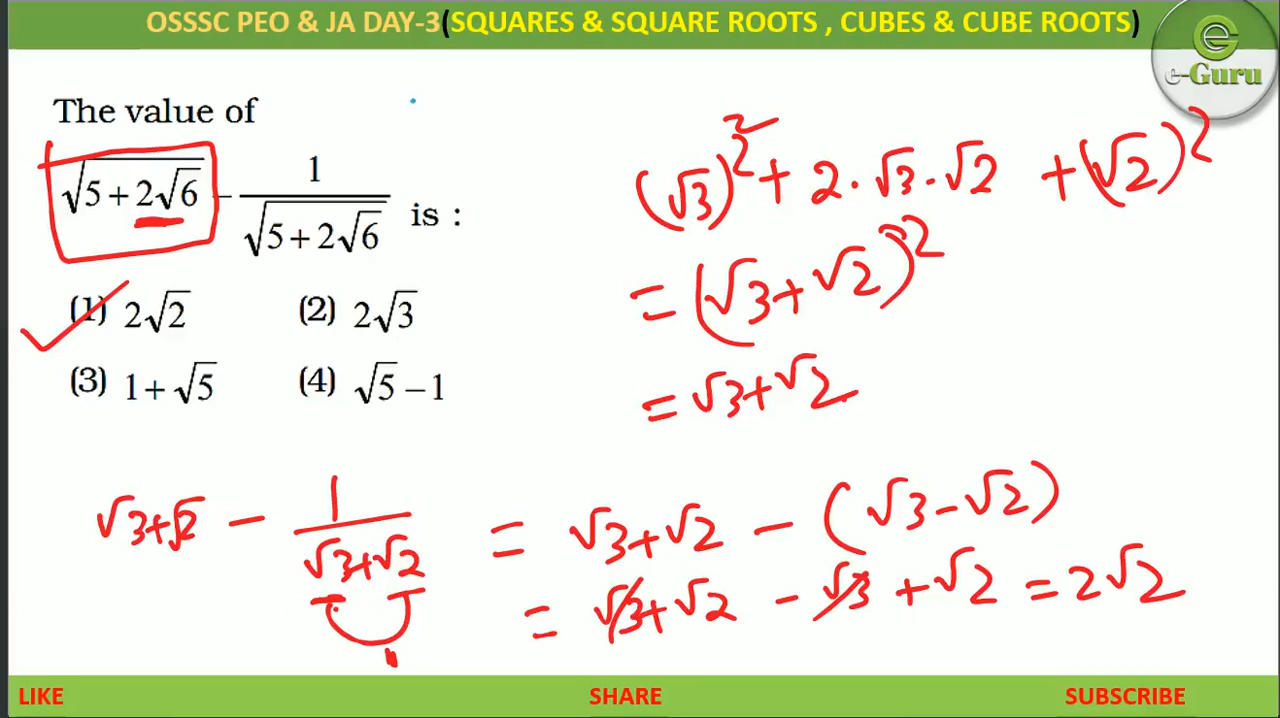 OSSSC PEO & JA DAY-3(SQUARES & SQUARE ROOTS , CUBES & CUBE ROOTS)
e-Guru
The value of
√(5+2√6) - 1/√(5+2√6) is :
(1) 2√2 (2) 2√3
(3) 1+√5 (4) √5-1
(√3)²+ 2·√3·√2 +(√2)²
=(√3+√2)²
=√3+√2
√3+√2 - 1/(√3+√2) = √3+√2 - (√3-√2)
= √3+√2 - √3+√2 =2√2
LIKE SHARE SUBSCRIBE